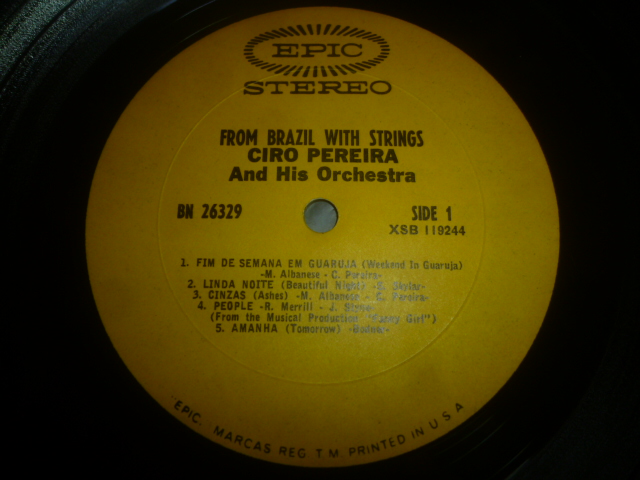 EPIC
STEREO
FROM BRAZIL WITH STRINGS
CIRO PEREIRA
And His Orchestra
BN 26329
SIDE 1
XSB 119244
1. FIM DE SEMANA EM GUARUJA (Weekend In Guaruja)
-M. Albanese - C. Pereira-
2. LINDA NOITE (Beautiful Night)
3. CINZAS (Ashes) -M. Albanese - C. Pereira-
4. PEOPLE -R. Merrill - J. Styne-
(From the Musical Production "Funny Girl")
5. AMANHA (Tomorrow)
"EPIC," MARCAS REG. T.M. PRINTED IN U S A